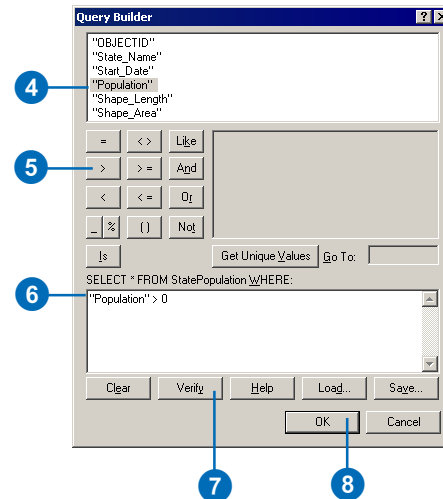 Query Builder ? ×
"OBJECTID"
"State_Name"
"Start_Date"
4 "Population"
"Shape_Length"
"Shape_Area"
= < > Like
5 > > = And
< < = Or
_ % ( ) Not
Is Get Unique Values Go To:
SELECT * FROM StatePopulation WHERE:
6 "Population" > 0
Clear Verify Help Load... Save...
OK Cancel
7 8